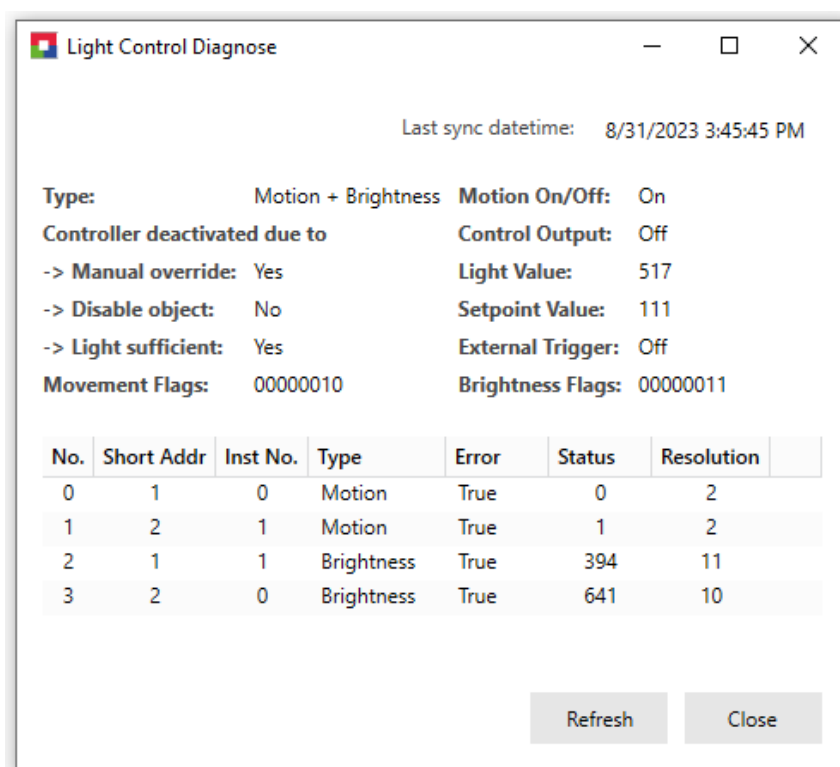 Light Control Diagnose
Last sync datetime: 8/31/2023 3:45:45 PM
Type: Motion + Brightness Motion On/Off: On
Controller deactivated due to Control Output: Off
-> Manual override: Yes Light Value: 517
-> Disable object: No Setpoint Value: 111
-> Light sufficient: Yes External Trigger: Off
Movement Flags: 00000010 Brightness Flags: 00000011
No. Short Addr Inst No. Type Error Status Resolution
0 1 0 Motion True 0 2
1 2 1 Motion True 1 2
2 1 1 Brightness True 394 11
3 2 0 Brightness True 641 10
Refresh Close